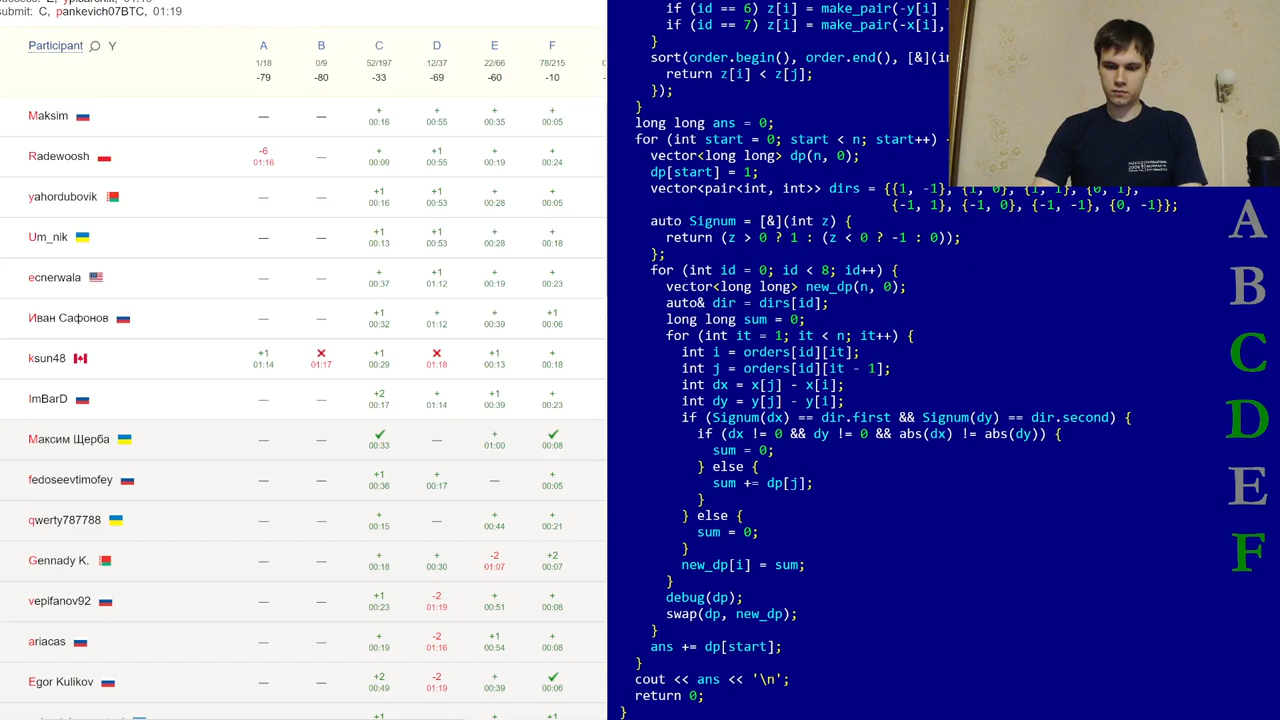 submit: C, pankevich07BTC, 01:19
Participant Y A B C D E F
1/18 0/9 52/197 12/37 22/66 78/215
-79 -80 -33 -69 -60 -10
Maksim — — + 00:16 + 00:55 + 00:35 + 00:05
Radewoosh -6 01:16 — + 00:09 +1 00:55 + 00:19 + 00:24
yahordubovik — — +1 00:16 +1 00:53 + 00:28 + 00:05
Um_nik — — +1 00:13 + 00:53 + 00:28 + 00:18
ecnerwala — — + 00:37 +1 00:12 + 00:19 + 00:23
Иван Сафонов — — +1 00:32 + 01:12 + 00:39 +1 00:06
ksun48 +1 01:14 01:17 +1 00:29 01:18 +1 00:13 + 00:18
ImBarD — — +2 00:17 + 01:14 +1 00:39 + 00:23
Максим Щерба — — 00:33 — + 01:00 00:08
fedoseevtimofey — — +1 00:36 + 00:17 — + 00:05
qwerty787788 — — + 00:15 — + 00:44 + 00:21
Gennady K. — — + 00:18 + 00:30 -2 01:07 +2 00:07
vepifanov92 — — + 00:23 -2 01:19 + 00:51 + 00:08
ariacas — — + 00:19 -2 01:16 +1 00:54 + 00:08
Egor Kulikov — — +2 00:49 -2 01:19 + 00:39 00:06
+1
if (id == 6) z[i] = make_pair(-y[i] -
if (id == 7) z[i] = make_pair(-x[i],
}
sort(order.begin(), order.end(), [&](in
return z[i] < z[j];
});
}
long long ans = 0;
for (int start = 0; start < n; start++)
vector<long long> dp(n, 0);
dp[start] = 1;
vector<pair<int, int>> dirs = {{1, -1}, {1, 0}, {1, 1}, {0, 1},
{-1, 1}, {-1, 0}, {-1, -1}, {0, -1}};
auto Signum = [&](int z) {
return (z > 0 ? 1 : (z < 0 ? -1 : 0));
};
for (int id = 0; id < 8; id++) {
vector<long long> new_dp(n, 0);
auto& dir = dirs[id];
long long sum = 0;
for (int it = 1; it < n; it++) {
int i = orders[id][it];
int j = orders[id][it - 1];
int dx = x[j] - x[i];
int dy = y[j] - y[i];
if (Signum(dx) == dir.first && Signum(dy) == dir.second) {
if (dx != 0 && dy != 0 && abs(dx) != abs(dy)) {
sum = 0;
} else {
sum += dp[j];
}
} else {
sum = 0;
}
new_dp[i] = sum;
}
debug(dp);
swap(dp, new_dp);
}
ans += dp[start];
}
cout << ans << '\n';
return 0;
}
A
B
C
D
E
F